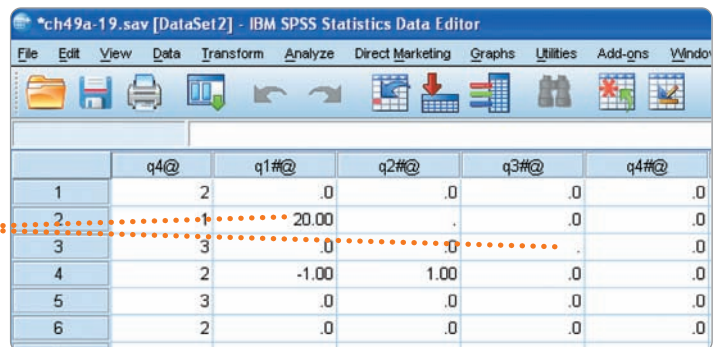 *ch49a-19.sav [DataSet2] - IBM SPSS Statistics Data Editor
File Edit View Data Transform Analyze Direct Marketing Graphs Utilities Add-ons Windo
q4@ q1#@ q2#@ q3#@ q4#@
1 2 .0 .0 .0 .0
2 1 20.00 . .0 .0
3 3 .0 .0 . .0
4 2 -1.00 1.00 .0 .0
5 3 .0 .0 .0 .0
6 2 .0 .0 .0 .0